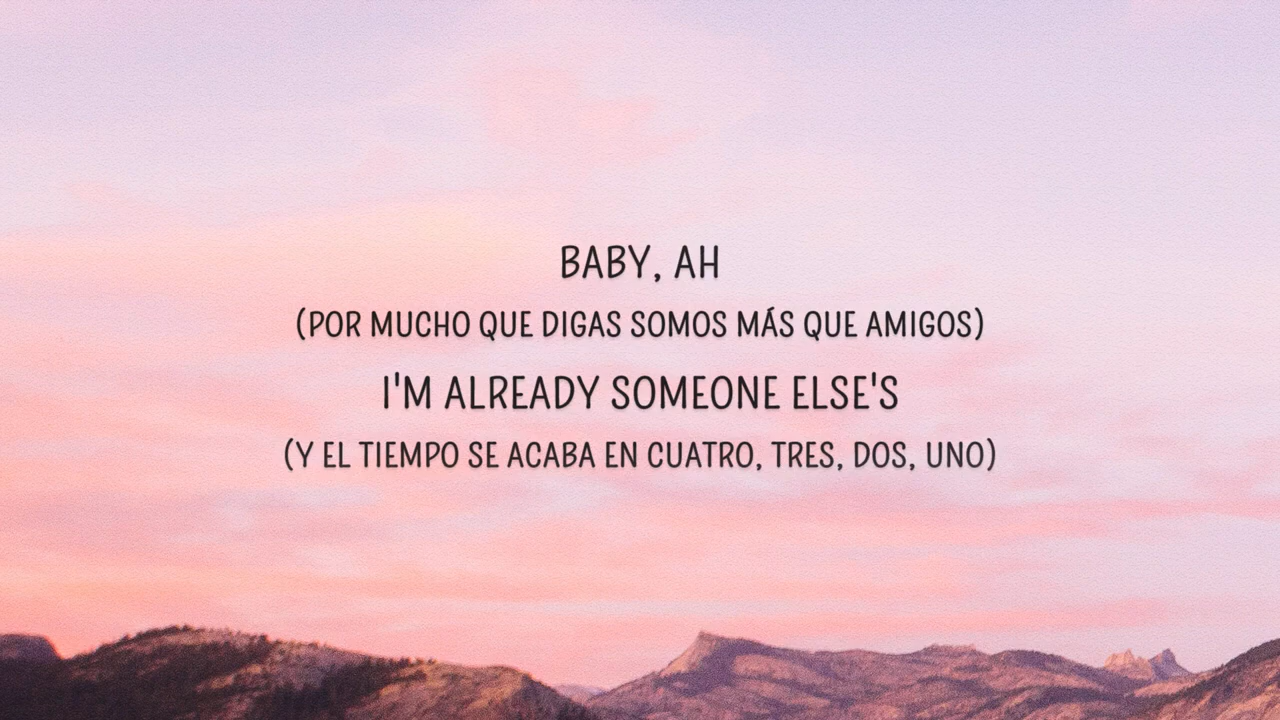 BABY, AH
(POR MUCHO QUE DIGAS SOMOS MÁS QUE AMIGOS)
I'M ALREADY SOMEONE ELSE'S
(Y EL TIEMPO SE ACABA EN CUATRO, TRES, DOS, UNO)